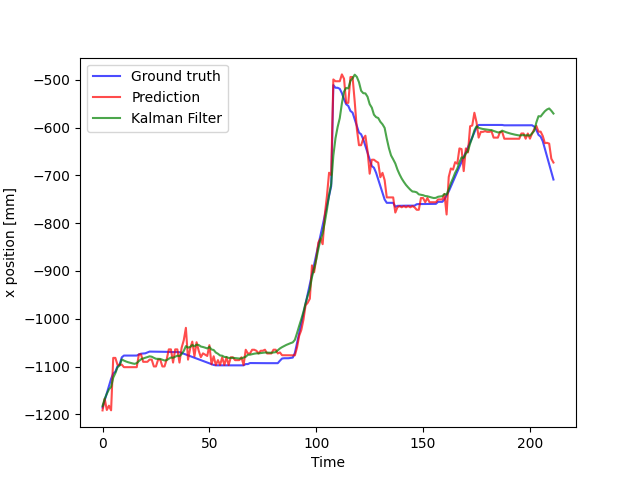 Ground truth
Prediction
Kalman Filter
−500
−600
−700
−800
−900
−1000
−1100
−1200
x position [mm]
0 50 100 150 200
Time